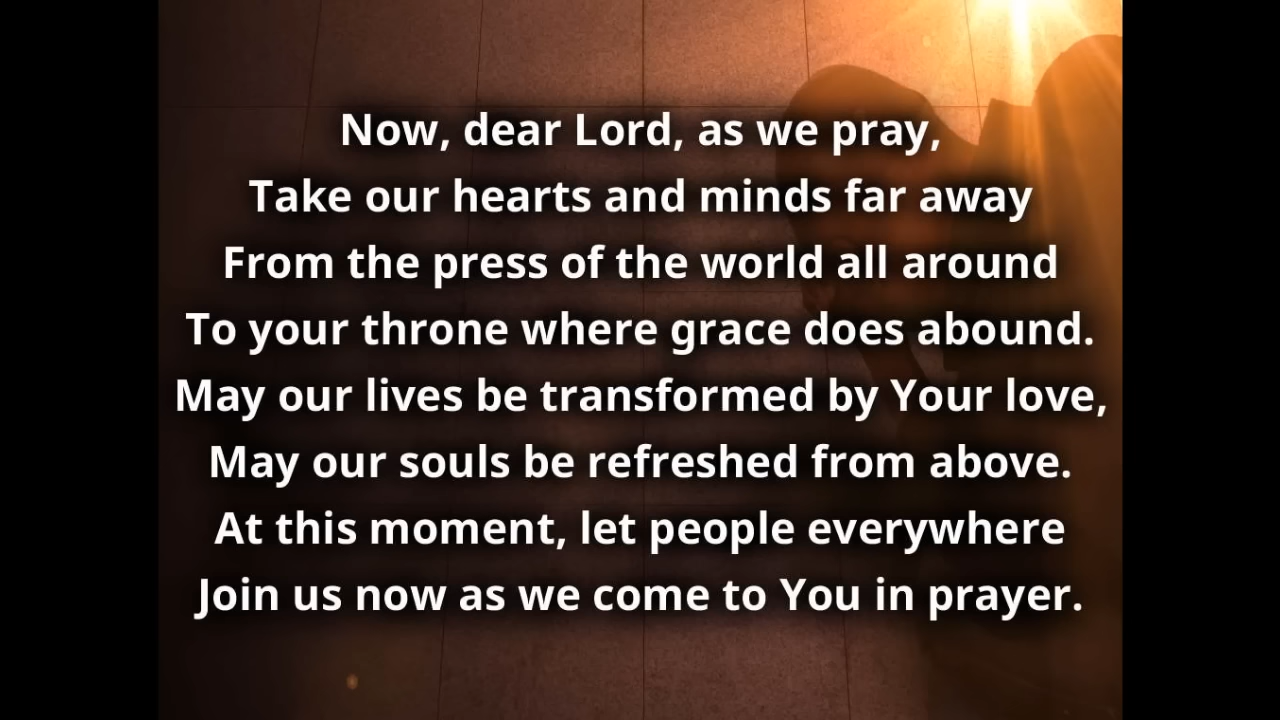 Now, dear Lord, as we pray,
Take our hearts and minds far away
From the press of the world all around
To your throne where grace does abound.
May our lives be transformed by Your love,
May our souls be refreshed from above.
At this moment, let people everywhere
Join us now as we come to You in prayer.